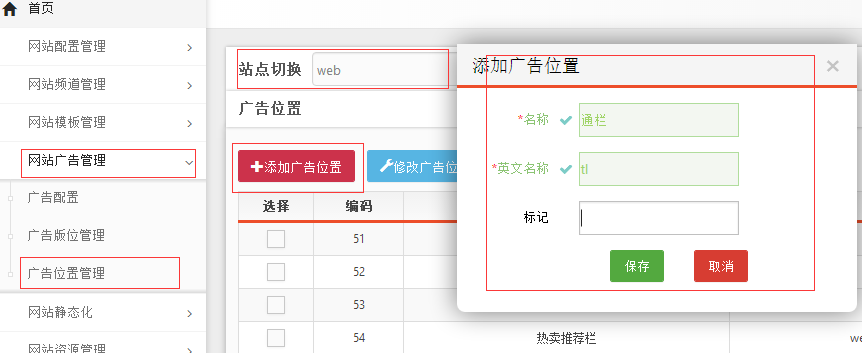 首页
网站配置管理
网站频道管理
网站模板管理
网站广告管理
广告配置
广告版位管理
广告位置管理
网站静态化
网站资源管理
站点切换 web
广告位置
添加广告位置 修改广告位
选择 编码
51
52
53
54 热卖推荐栏 we
添加广告位置 ×
*名称 通栏
*英文名称 tl
标记
保存 取消